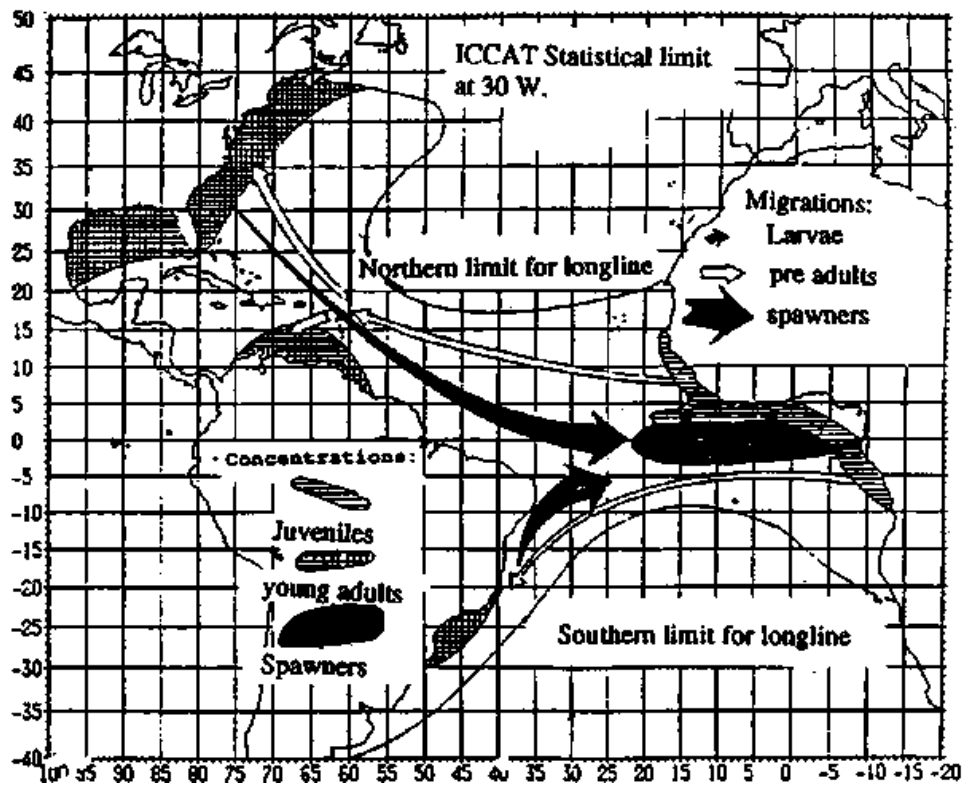 50
45
40
35
30
25
20
15
10
5
0
-5
-10
-15
-20
-25
-30
-35
-40
ICCAT Statistical limit
at 30 W.
Migrations:
Larvae
pre adults
spawners
Northern limit for longline
Concentrations:
Juveniles
young adults
Spawners
Southern limit for longline
90 85 80 75 70 65 60 55 50 45 35 30 25 20 15 10 5 0 -5 -10 -15 -20